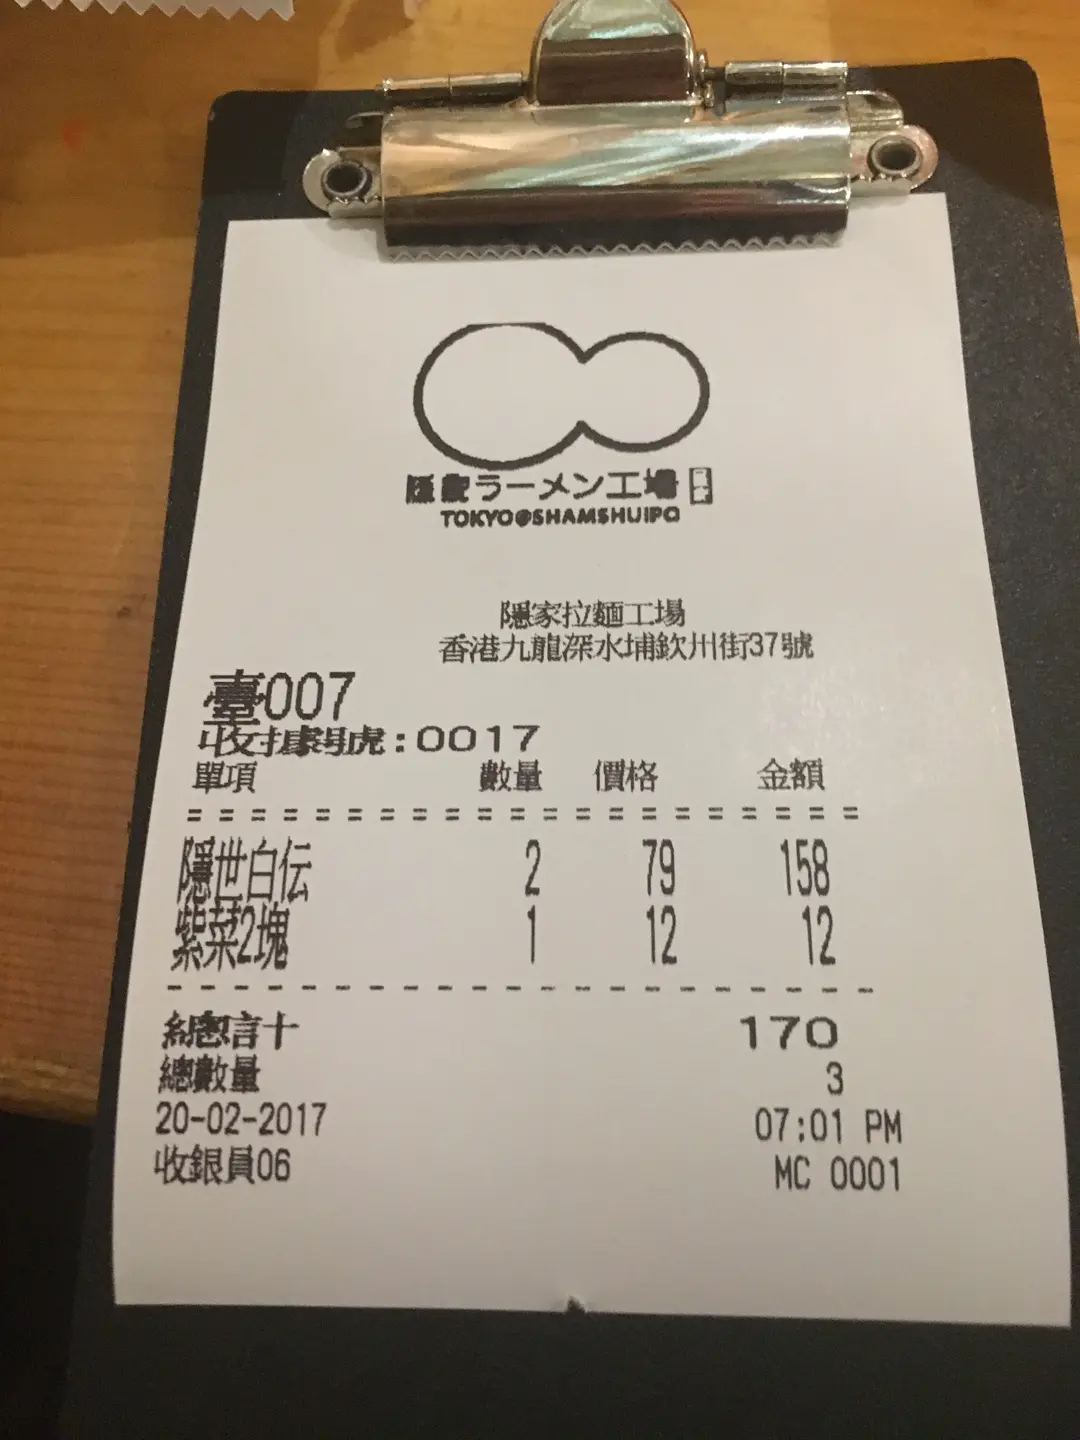 隱家ラーメン工場
TOKYO@SHAMSHUIPO
隱家拉麵工場
香港九龍深水埔欽州街37號
臺007
收據號:0017
單項 數量 價格 金額
隱世白伝 2 79 158
紫菜2塊 1 12 12
總計 170
總數量 3
20-02-2017 07:01 PM
收銀員06 MC 0001